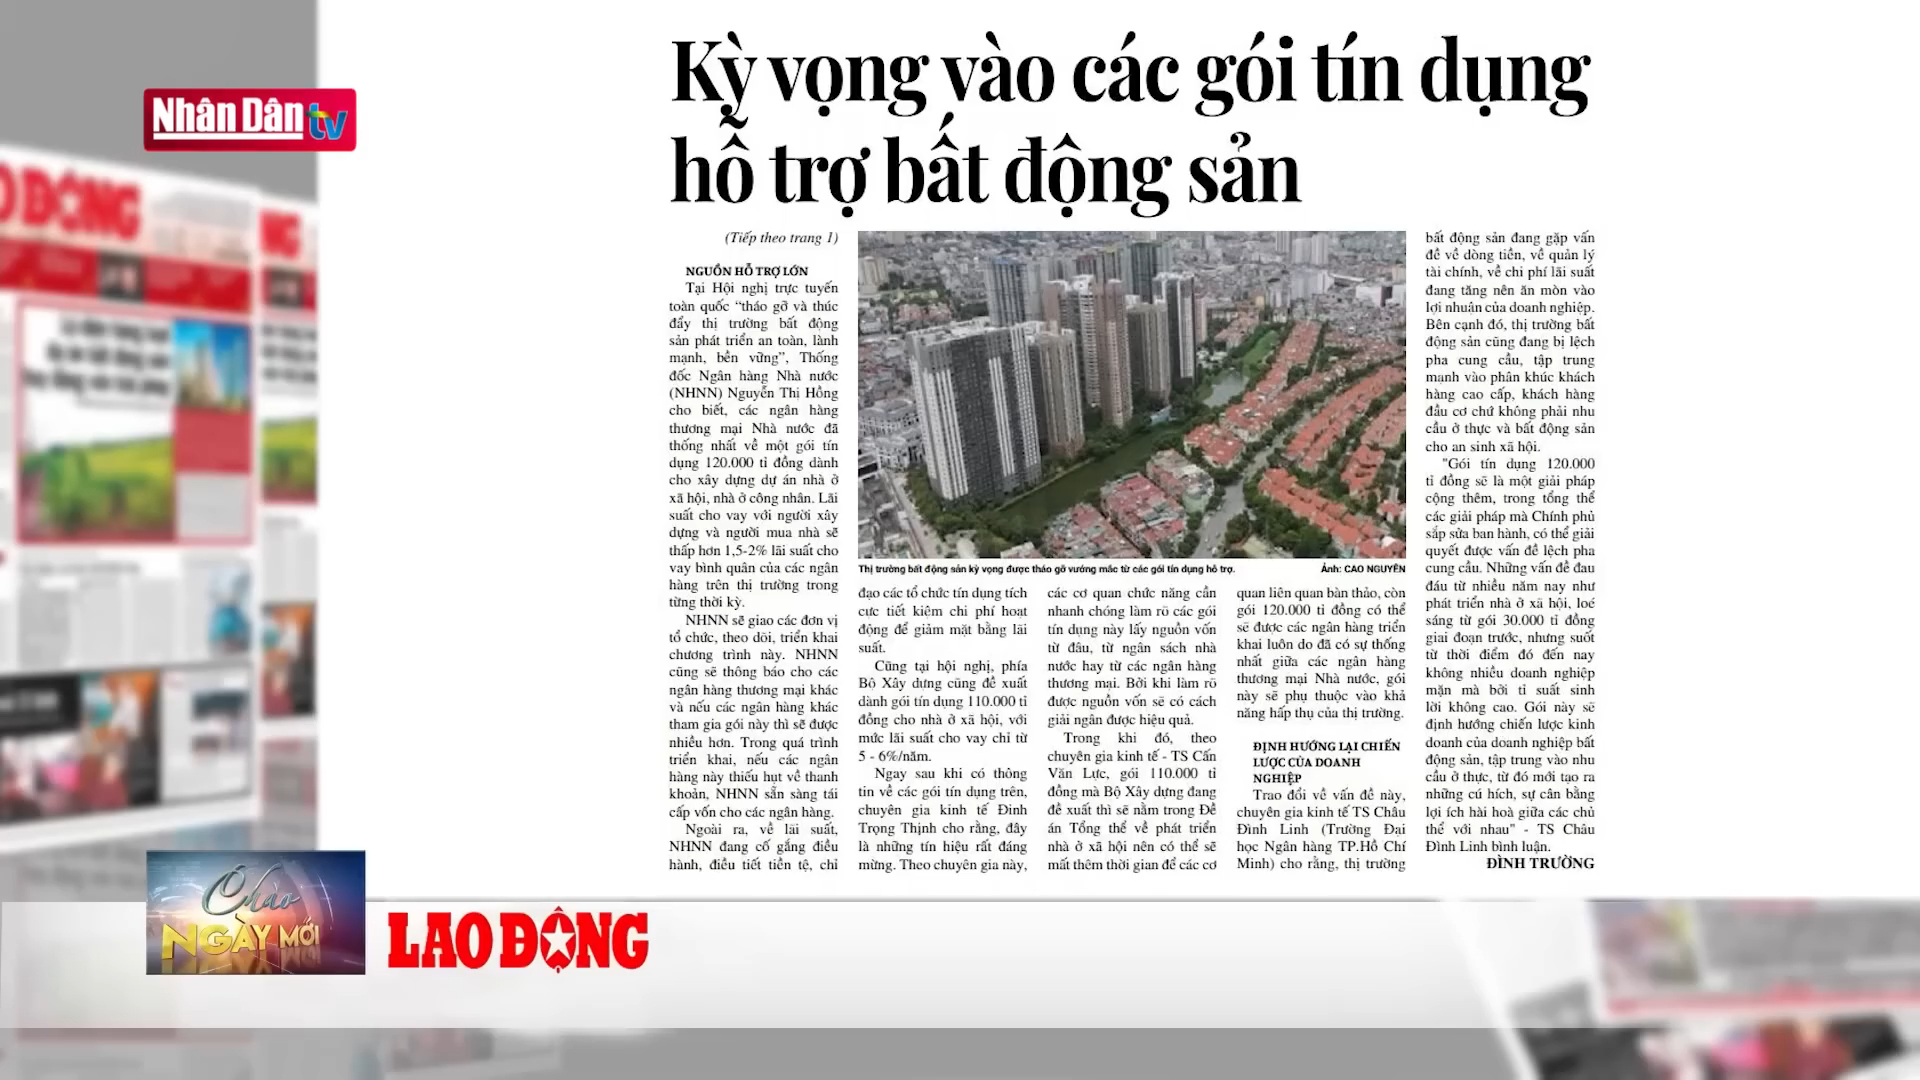 Kỳ vọng vào các gói tín dụng
hỗ trợ bất động sản
Nhân Dân tv
(Tiếp theo trang 1)
NGUỒN HỖ TRỢ LỚN
Tại Hội nghị trực tuyến
toàn quốc “tháo gỡ và thúc
đẩy thị trường bất động
sản phát triển an toàn, lành
mạnh, bền vững”, Thống
đốc Ngân hàng Nhà nước
(NHNN) Nguyễn Thị Hồng
cho biết, các ngân hàng
thương mại Nhà nước đã
thống nhất về một gói tín
dụng 120.000 tỉ đồng dành
cho xây dựng dự án nhà ở
xã hội, nhà ở công nhân. Lãi
suất cho vay với người xây
dựng và người mua nhà sẽ
thấp hơn 1,5-2% lãi suất cho
vay bình quân của các ngân
hàng trên thị trường trong
từng thời kỳ.
NHNN sẽ giao các đơn vị
tổ chức, theo dõi, triển khai
chương trình này. NHNN
cũng sẽ thông báo cho các
ngân hàng thương mại khác
và nếu các ngân hàng khác
tham gia gói này thì sẽ được
nhiều hơn. Trong quá trình
triển khai, nếu các ngân
hàng này thiếu hụt về thanh
khoản, NHNN sẵn sàng tái
cấp vốn cho các ngân hàng.
Ngoài ra, về lãi suất,
NHNN đang cố gắng điều
hành, điều tiết tiền tệ, chỉ
Thị trường bất động sản kỳ vọng được tháo gỡ vướng mắc từ các gói tín dụng hỗ trợ. Ảnh: CAO NGUYÊN
đạo các tổ chức tín dụng tích
cực tiết kiệm chi phí hoạt
động để giảm mặt bằng lãi
suất.
Cũng tại hội nghị, phía
Bộ Xây dựng cũng đề xuất
dành gói tín dụng 110.000 tỉ
đồng cho nhà ở xã hội, với
mức lãi suất cho vay chỉ từ
5 - 6%/năm.
Ngay sau khi có thông
tin về các gói tín dụng trên,
chuyên gia kinh tế Đinh
Trọng Thịnh cho rằng, đây
là những tín hiệu rất đáng
mừng. Theo chuyên gia này,
các cơ quan chức năng cần
nhanh chóng làm rõ các gói
tín dụng này lấy nguồn vốn
từ đâu, từ ngân sách nhà
nước hay từ các ngân hàng
thương mại. Bởi khi làm rõ
được nguồn vốn sẽ có cách
giải ngân được hiệu quả.
Trong khi đó, theo
chuyên gia kinh tế - TS Cấn
Văn Lực, gói 110.000 tỉ
đồng mà Bộ Xây dựng đang
đề xuất thì sẽ nằm trong Đề
án Tổng thể về phát triển
nhà ở xã hội nên có thể sẽ
mất thêm thời gian để các cơ
quan liên quan bàn thảo, còn
gói 120.000 tỉ đồng có thể
sẽ được các ngân hàng triển
khai luôn do đã có sự thống
nhất giữa các ngân hàng
thương mại Nhà nước, gói
này sẽ phụ thuộc vào khả
năng hấp thụ của thị trường.
ĐỊNH HƯỚNG LẠI CHIẾN
LƯỢC CỦA DOANH
NGHIỆP
Trao đổi về vấn đề này,
chuyên gia kinh tế TS Châu
Đình Linh (Trường Đại
học Ngân hàng TP.Hồ Chí
Minh) cho rằng, thị trường
bất động sản đang gặp vấn
đề về dòng tiền, về quản lý
tài chính, về chi phí lãi suất
đang tăng nên ăn mòn vào
lợi nhuận của doanh nghiệp.
Bên cạnh đó, thị trường bất
động sản cũng đang bị lệch
pha cung cầu, tập trung
mạnh vào phân khúc khách
hàng cao cấp, khách hàng
đầu cơ chứ không phải nhu
cầu ở thực và bất động sản
cho an sinh xã hội.
"Gói tín dụng 120.000
tỉ đồng sẽ là một giải pháp
cộng thêm, trong tổng thể
các giải pháp mà Chính phủ
sắp sửa ban hành, có thể giải
quyết được vấn đề lệch pha
cung cầu. Những vấn đề đau
đáu từ nhiều năm nay như
phát triển nhà ở xã hội, loé
sáng từ gói 30.000 tỉ đồng
giai đoạn trước, nhưng suốt
từ thời điểm đó đến nay
không nhiều doanh nghiệp
mặn mà bởi tỉ suất sinh
lời không cao. Gói này sẽ
định hướng chiến lược kinh
doanh của doanh nghiệp bất
động sản, tập trung vào nhu
cầu ở thực, từ đó mới tạo ra
những cú hích, sự cân bằng
lợi ích hài hoà giữa các chủ
thể với nhau" - TS Châu
Đình Linh bình luận.
ĐÌNH TRƯỜNG
Chào
NGÀY MỚI
LAO ĐỘNG